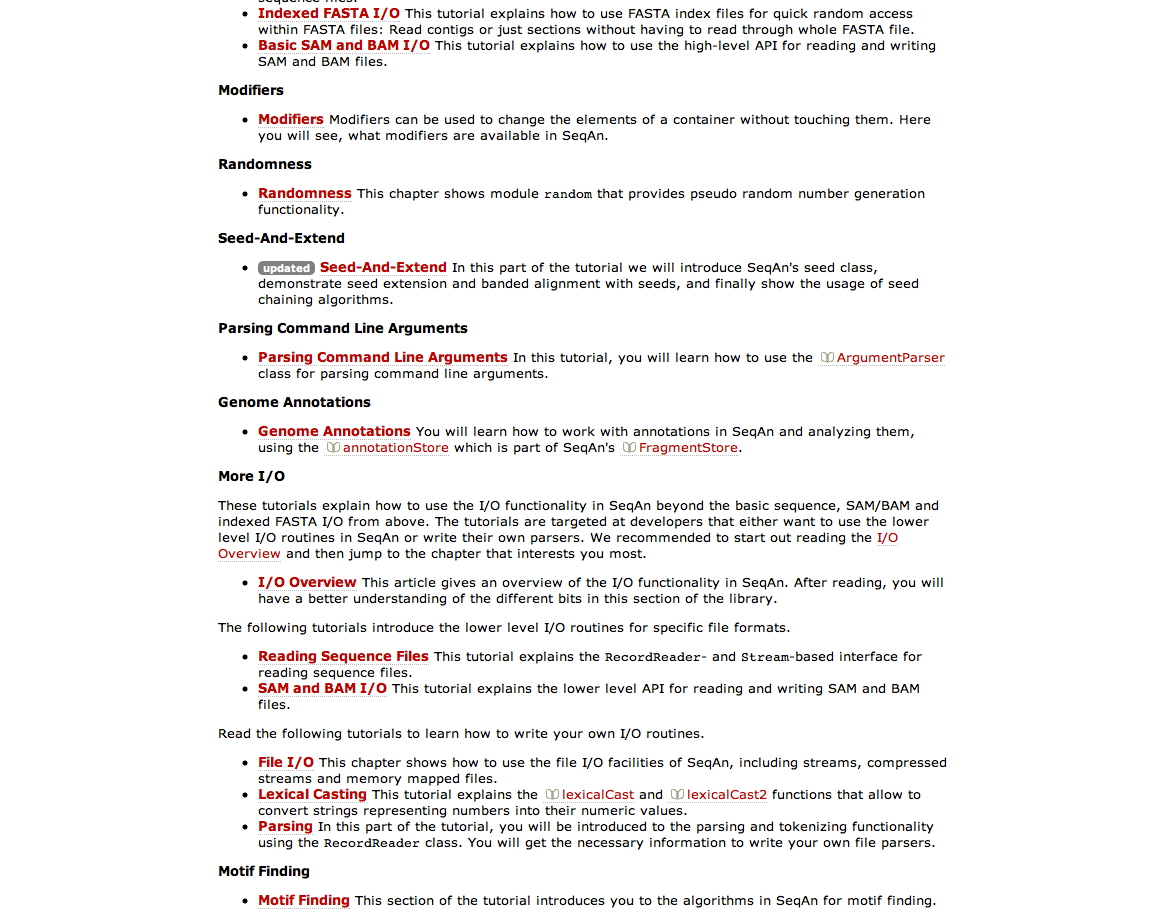 sequence files.
• Indexed FASTA I/O This tutorial explains how to use FASTA index files for quick random access
within FASTA files: Read contigs or just sections without having to read through whole FASTA file.
• Basic SAM and BAM I/O This tutorial explains how to use the high-level API for reading and writing
SAM and BAM files.
Modifiers
• Modifiers Modifiers can be used to change the elements of a container without touching them. Here
you will see, what modifiers are available in SeqAn.
Randomness
• Randomness This chapter shows module random that provides pseudo random number generation
functionality.
Seed-And-Extend
• updated Seed-And-Extend In this part of the tutorial we will introduce SeqAn's seed class,
demonstrate seed extension and banded alignment with seeds, and finally show the usage of seed
chaining algorithms.
Parsing Command Line Arguments
• Parsing Command Line Arguments In this tutorial, you will learn how to use the ArgumentParser
class for parsing command line arguments.
Genome Annotations
• Genome Annotations You will learn how to work with annotations in SeqAn and analyzing them,
using the annotationStore which is part of SeqAn's FragmentStore.
More I/O
These tutorials explain how to use the I/O functionality in SeqAn beyond the basic sequence, SAM/BAM and
indexed FASTA I/O from above. The tutorials are targeted at developers that either want to use the lower
level I/O routines in SeqAn or write their own parsers. We recommended to start out reading the I/O
Overview and then jump to the chapter that interests you most.
• I/O Overview This article gives an overview of the I/O functionality in SeqAn. After reading, you will
have a better understanding of the different bits in this section of the library.
The following tutorials introduce the lower level I/O routines for specific file formats.
• Reading Sequence Files This tutorial explains the RecordReader- and Stream-based interface for
reading sequence files.
• SAM and BAM I/O This tutorial explains the lower level API for reading and writing SAM and BAM
files.
Read the following tutorials to learn how to write your own I/O routines.
• File I/O This chapter shows how to use the file I/O facilities of SeqAn, including streams, compressed
streams and memory mapped files.
• Lexical Casting This tutorial explains the lexicalCast and lexicalCast2 functions that allow to
convert strings representing numbers into their numeric values.
• Parsing In this part of the tutorial, you will be introduced to the parsing and tokenizing functionality
using the RecordReader class. You will get the necessary information to write your own file parsers.
Motif Finding
• Motif Finding This section of the tutorial introduces you to the algorithms in SeqAn for motif finding.